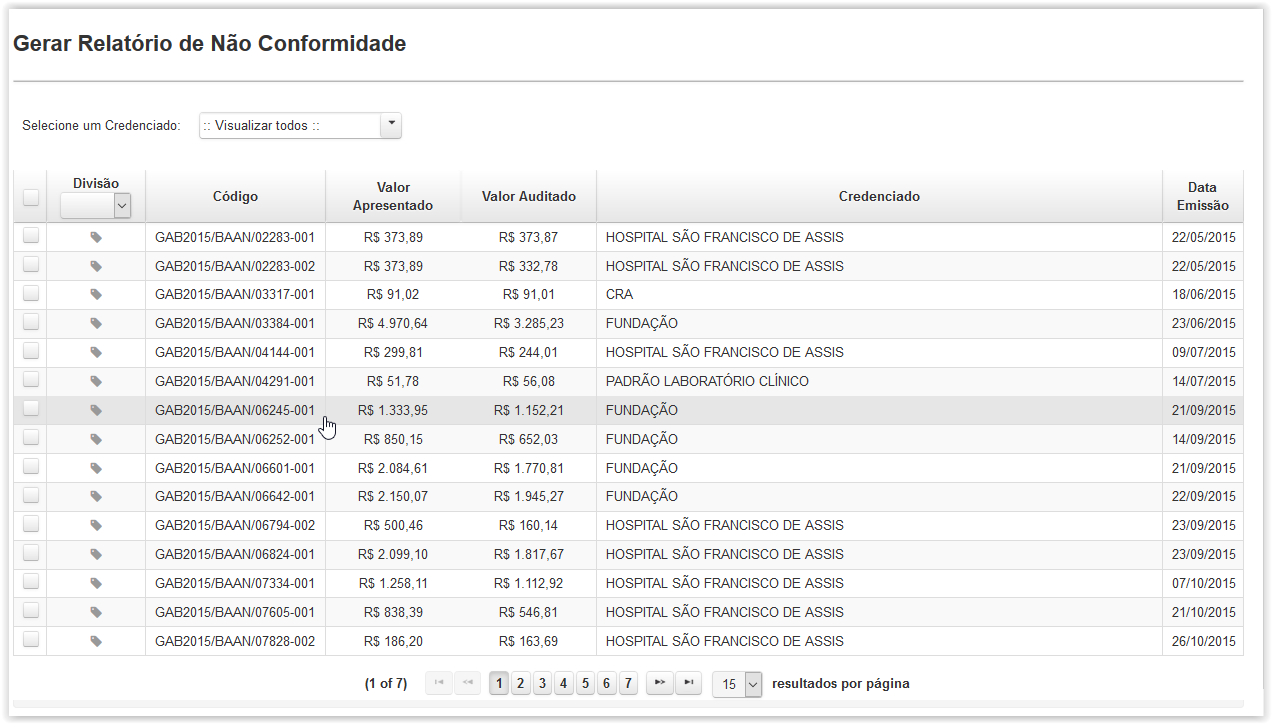 Gerar Relatório de Não Conformidade
Selecione um Credenciado: :: Visualizar todos ::
Divisão Código Valor Apresentado Valor Auditado Credenciado Data Emissão
GAB2015/BAAN/02283-001 R$ 373,89 R$ 373,87 HOSPITAL SÃO FRANCISCO DE ASSIS 22/05/2015
GAB2015/BAAN/02283-002 R$ 373,89 R$ 332,78 HOSPITAL SÃO FRANCISCO DE ASSIS 22/05/2015
GAB2015/BAAN/03317-001 R$ 91,02 R$ 91,01 CRA 18/06/2015
GAB2015/BAAN/03384-001 R$ 4.970,64 R$ 3.285,23 FUNDAÇÃO 23/06/2015
GAB2015/BAAN/04144-001 R$ 299,81 R$ 244,01 HOSPITAL SÃO FRANCISCO DE ASSIS 09/07/2015
GAB2015/BAAN/04291-001 R$ 51,78 R$ 56,08 PADRÃO LABORATÓRIO CLÍNICO 14/07/2015
GAB2015/BAAN/06245-001 R$ 1.333,95 R$ 1.152,21 FUNDAÇÃO 21/09/2015
GAB2015/BAAN/06252-001 R$ 850,15 R$ 652,03 FUNDAÇÃO 14/09/2015
GAB2015/BAAN/06601-001 R$ 2.084,61 R$ 1.770,81 FUNDAÇÃO 21/09/2015
GAB2015/BAAN/06642-001 R$ 2.150,07 R$ 1.945,27 FUNDAÇÃO 22/09/2015
GAB2015/BAAN/06794-002 R$ 500,46 R$ 160,14 HOSPITAL SÃO FRANCISCO DE ASSIS 23/09/2015
GAB2015/BAAN/06824-001 R$ 2.099,10 R$ 1.817,67 HOSPITAL SÃO FRANCISCO DE ASSIS 23/09/2015
GAB2015/BAAN/07334-001 R$ 1.258,11 R$ 1.112,92 HOSPITAL SÃO FRANCISCO DE ASSIS 07/10/2015
GAB2015/BAAN/07605-001 R$ 838,39 R$ 546,81 HOSPITAL SÃO FRANCISCO DE ASSIS 21/10/2015
GAB2015/BAAN/07828-002 R$ 186,20 R$ 163,69 HOSPITAL SÃO FRANCISCO DE ASSIS 26/10/2015
(1 of 7) 1 2 3 4 5 6 7 15 resultados por página